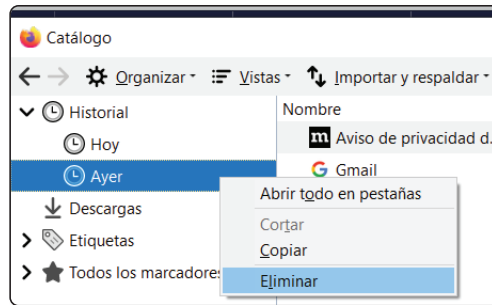 Catálogo
Organizar Vistas Importar y respaldar
Historial
Nombre
Hoy
m Aviso de privacidad d.
Ayer
G Gmail
Abrir todo en pestañas
Descargas
Cortar
Etiquetas
Copiar
Todos los marcadores
Eliminar